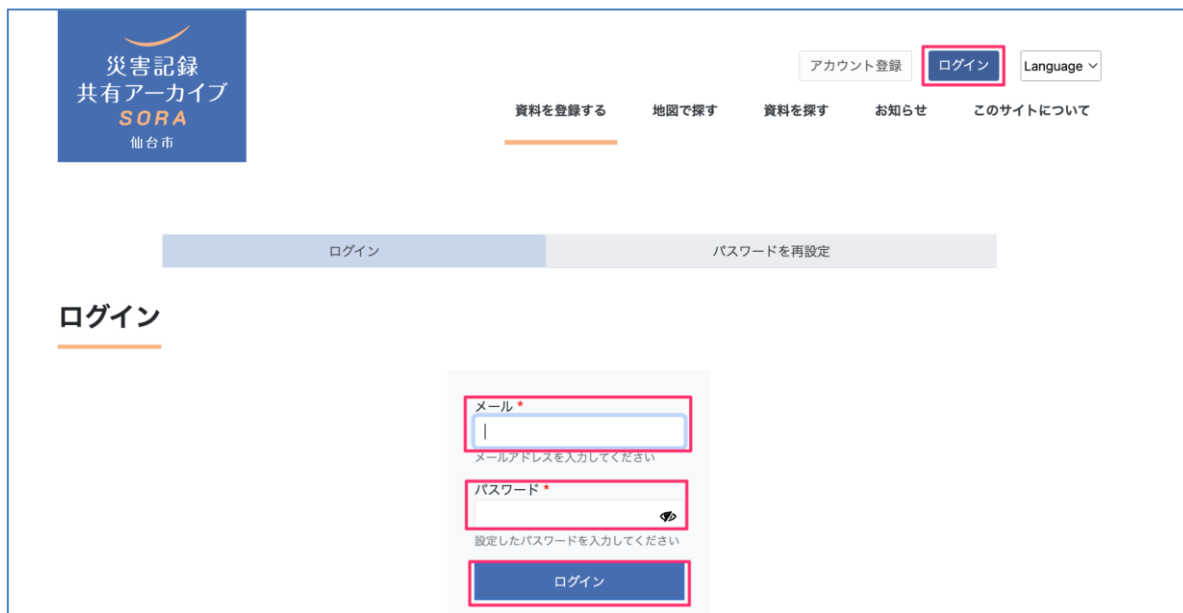 災害記録
共有アーカイブ
SORA
仙台市
アカウント登録 ログイン Language
資料を登録する 地図で探す 資料を探す お知らせ このサイトについて
ログイン パスワードを再設定
ログイン
メール *
メールアドレスを入力してください
パスワード *
設定したパスワードを入力してください
ログイン